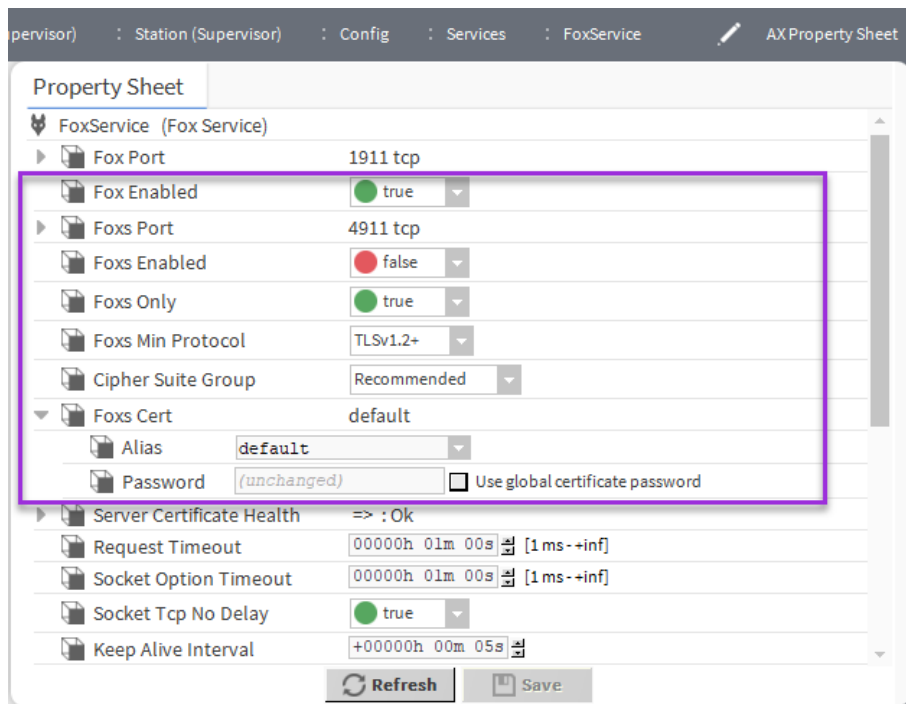 pervisor) : Station (Supervisor) : Config : Services : FoxService AX Property Sheet
Property Sheet
FoxService (Fox Service)
Fox Port 1911 tcp
Fox Enabled true
Foxs Port 4911 tcp
Foxs Enabled false
Foxs Only true
Foxs Min Protocol TLSv1.2+
Cipher Suite Group Recommended
Foxs Cert default
Alias default
Password (unchanged) Use global certificate password
Server Certificate Health => : Ok
Request Timeout 00000h 01m 00s [1 ms - +inf]
Socket Option Timeout 00000h 01m 00s [1 ms - +inf]
Socket Tcp No Delay true
Keep Alive Interval +00000h 00m 05s
Refresh Save